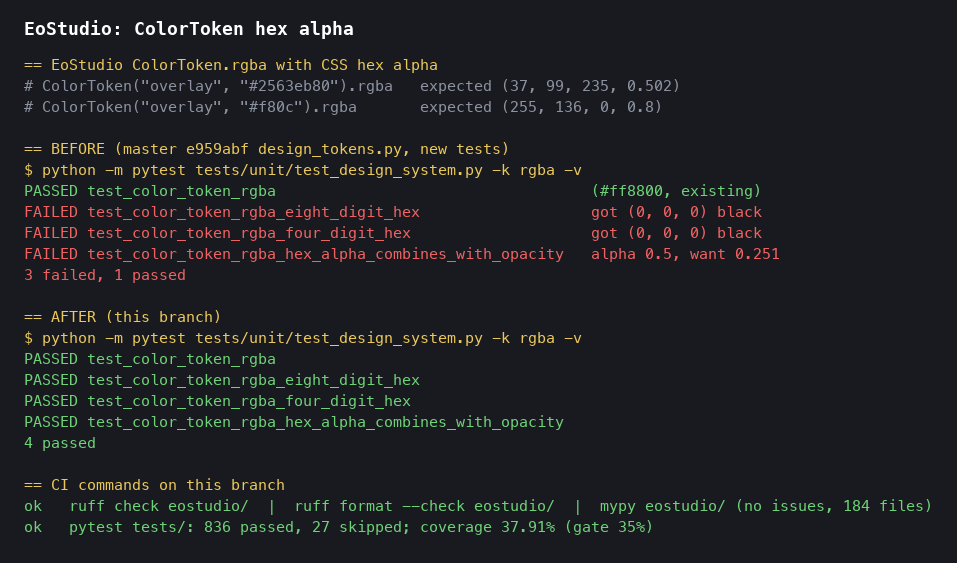 EoStudio: ColorToken hex alpha
== EoStudio ColorToken.rgba with CSS hex alpha
# ColorToken("overlay", "#2563eb80").rgba   expected (37, 99, 235, 0.502)
# ColorToken("overlay", "#f80c").rgba       expected (255, 136, 0, 0.8)
== BEFORE (master e959abf design_tokens.py, new tests)
$ python -m pytest tests/unit/test_design_system.py -k rgba -v
PASSED test_color_token_rgba                                   (#ff8800, existing)
FAILED test_color_token_rgba_eight_digit_hex                   got (0, 0, 0) black
FAILED test_color_token_rgba_four_digit_hex                    got (0, 0, 0) black
FAILED test_color_token_rgba_hex_alpha_combines_with_opacity   alpha 0.5, want 0.251
3 failed, 1 passed
== AFTER (this branch)
$ python -m pytest tests/unit/test_design_system.py -k rgba -v
PASSED test_color_token_rgba
PASSED test_color_token_rgba_eight_digit_hex
PASSED test_color_token_rgba_four_digit_hex
PASSED test_color_token_rgba_hex_alpha_combines_with_opacity
4 passed
== CI commands on this branch
ok   ruff check eostudio/  |  ruff format --check eostudio/  |  mypy eostudio/ (no issues, 184 files)
ok   pytest tests/: 836 passed, 27 skipped; coverage 37.91% (gate 35%)